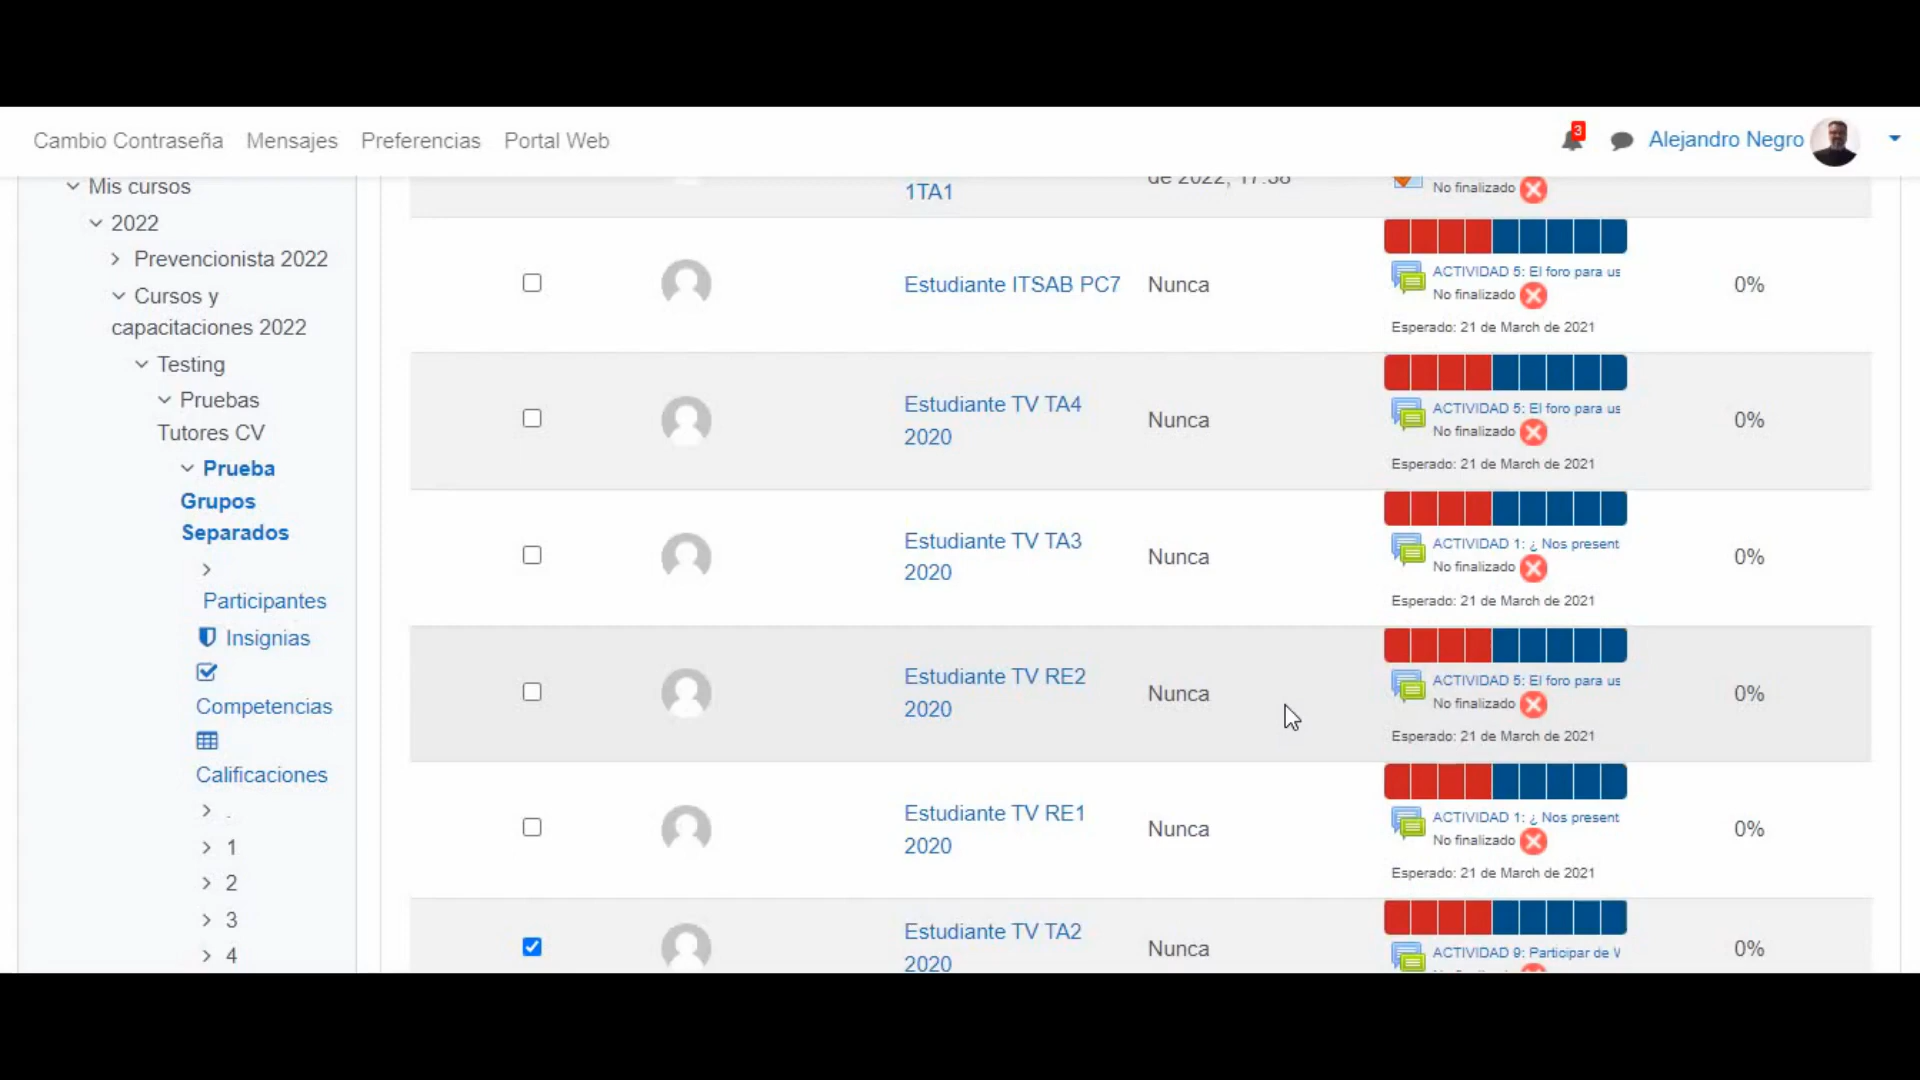 Cambio Contraseña Mensajes Preferencias Portal Web
3
Alejandro Negro
Mis cursos
2022
Prevencionista 2022
Cursos y
capacitaciones 2022
Testing
Pruebas
Tutores CV
Prueba
Grupos
Separados
Participantes
Insignias
Competencias
Calificaciones
.
1
2
3
4
1TA1
de 2022, 17:38
No finalizado
Estudiante ITSAB PC7
Nunca
ACTIVIDAD 5: El foro para us
No finalizado
Esperado: 21 de March de 2021
0%
Estudiante TV TA4
2020
Nunca
ACTIVIDAD 5: El foro para us
No finalizado
Esperado: 21 de March de 2021
0%
Estudiante TV TA3
2020
Nunca
ACTIVIDAD 1: ¿ Nos present
No finalizado
Esperado: 21 de March de 2021
0%
Estudiante TV RE2
2020
Nunca
ACTIVIDAD 5: El foro para us
No finalizado
Esperado: 21 de March de 2021
0%
Estudiante TV RE1
2020
Nunca
ACTIVIDAD 1: ¿ Nos present
No finalizado
Esperado: 21 de March de 2021
0%
Estudiante TV TA2
2020
Nunca
ACTIVIDAD 9: Participar de V
0%